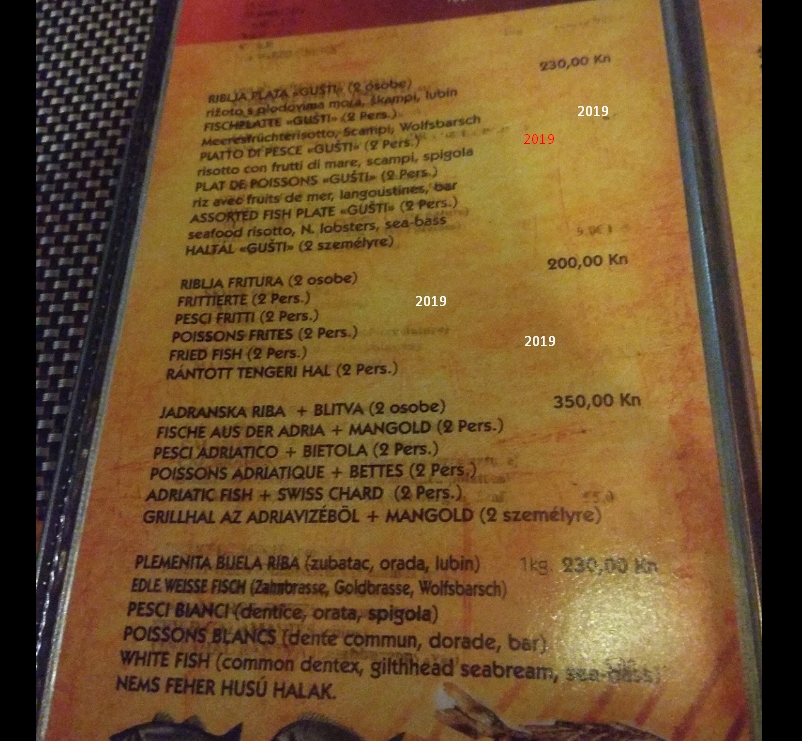 230,00 Kn
RIBLJA PLATA «GUŠTI» (2 osobe)
rižoto s plodovima mora, škampi, lubin
FISCHPLATTE «GUŠTI» (2 Pers.)
2019
Meeresfrüchterisotto, Scampi, Wolfsbarsch
2019
PIATTO DI PESCE «GUŠTI» (2 Pers.)
risotto con frutti di mare, scampi, spigola
PLAT DE POISSONS «GUŠTI» (2 Pers.)
riz avec fruits de mer, langoustines, bar
ASSORTED FISH PLATE «GUŠTI» (2 Pers.)
seafood risotto, N. lobsters, sea-bass
HALTÁL «GUŠTI» (2 személyre)
200,00 Kn
RIBLJA FRITURA (2 osobe)
FRITTIERTE (2 Pers.)
2019
PESCI FRITTI (2 Pers.)
POISSONS FRITES (2 Pers.)
2019
FRIED FISH (2 Pers.)
RÁNTOTT TENGERI HAL (2 Pers.)
JADRANSKA RIBA + BLITVA (2 osobe) 350,00 Kn
FISCHE AUS DER ADRIA + MANGOLD (2 Pers.)
PESCI ADRIATICO + BIETOLA (2 Pers.)
POISSONS ADRIATIQUE + BETTES (2 Pers.)
ADRIATIC FISH + SWISS CHARD (2 Pers.)
GRILLHAL AZ ADRIAVIZÉBŐL + MANGOLD (2 személyre)
PLEMENITA BIJELA RIBA (zubatac, orada, lubin) 1kg. 230,00 Kn
EDLE WEISSE FISCH (Zahnbrasse, Goldbrasse, Wolfsbarsch)
PESCI BIANCI (dentice, orata, spigola)
POISSONS BLANCS (dente commun, dorade, bar)
WHITE FISH (common dentex, gilthhead seabream, sea-bass)
NEMS FEHER HUSÚ HALAK.